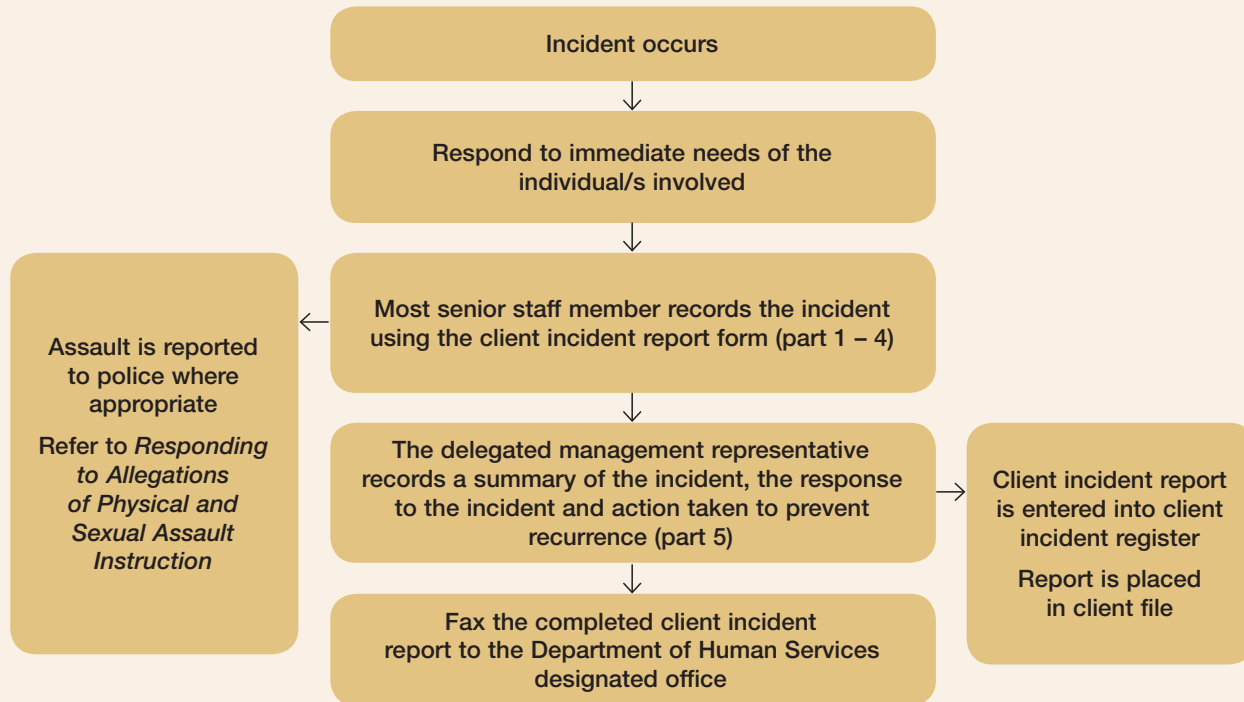 Incident occurs
Respond to immediate needs of the
individual/s involved
Most senior staff member records the incident
using the client incident report form (part 1 – 4)
Assault is reported
to police where
appropriate
Refer to Responding
to Allegations
of Physical and
Sexual Assault
Instruction
The delegated management representative
records a summary of the incident, the response
to the incident and action taken to prevent
recurrence (part 5)
Client incident report
is entered into client
incident register
Report is placed
in client file
Fax the completed client incident
report to the Department of Human Services
designated office